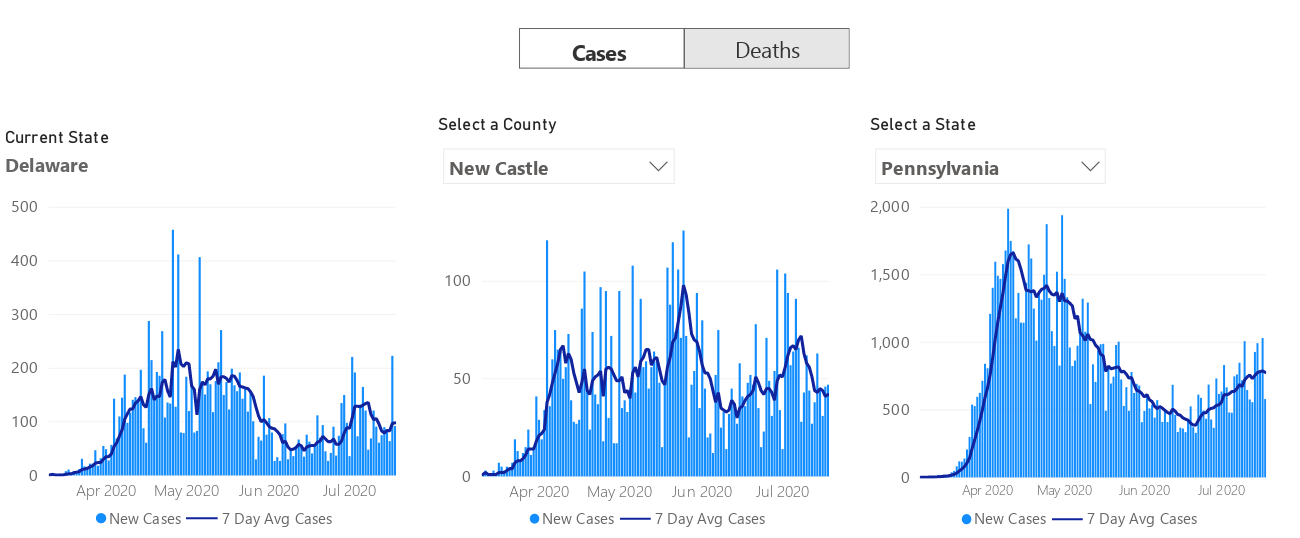 Cases Deaths
Current State
Delaware
500
400
300
200
100
0
Apr 2020 May 2020 Jun 2020 Jul 2020
New Cases 7 Day Avg Cases
Select a County
New Castle
100
50
0
Apr 2020 May 2020 Jun 2020 Jul 2020
New Cases 7 Day Avg Cases
Select a State
Pennsylvania
2,000
1,500
1,000
500
0
Apr 2020 May 2020 Jun 2020 Jul 2020
New Cases 7 Day Avg Cases